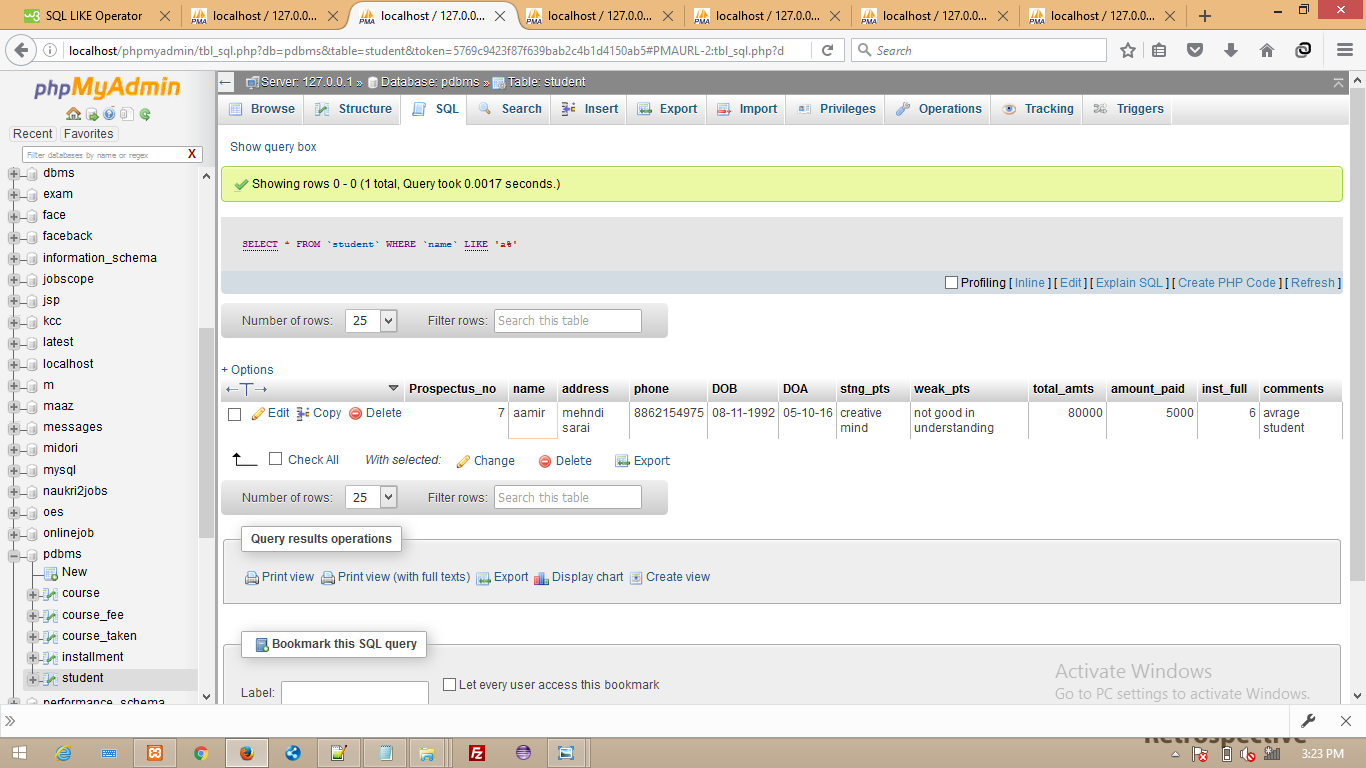 SQL LIKE Operator
localhost / 127.0.0...
localhost / 127.0.0...
localhost / 127.0.0...
localhost / 127.0.0...
localhost / 127.0.0...
localhost / 127.0.0...
localhost/phpmyadmin/tbl_sql.php?db=pdbms&table=student&token=5769c9423f87f639bab2c4b1d4150ab5#PMAURL-2:tbl_sql.php?d
Search
phpMyAdmin
Recent Favorites
Filter databases by name or regex X
dbms
exam
face
faceback
information_schema
jobscope
jsp
kcc
latest
localhost
m
maaz
messages
midori
mysql
naukri2jobs
oes
onlinejob
pdbms
New
course
course_fee
course_taken
installment
student
performance_schema
Server: 127.0.0.1 » Database: pdbms » Table: student
Browse Structure SQL Search Insert Export Import Privileges Operations Tracking Triggers
Show query box
Showing rows 0 - 0 (1 total, Query took 0.0017 seconds.)
SELECT * FROM `student` WHERE `name` LIKE 'a%'
Profiling [ Inline ] [ Edit ] [ Explain SQL ] [ Create PHP Code ] [ Refresh ]
Number of rows: 25 Filter rows: Search this table
+ Options
Prospectus_no name address phone DOB DOA stng_pts weak_pts total_amts amount_paid inst_full comments
Edit Copy Delete 7 aamir mehndi sarai 8862154975 08-11-1992 05-10-16 creative mind not good in understanding 80000 5000 6 avrage student
Check All With selected: Change Delete Export
Number of rows: 25 Filter rows: Search this table
Query results operations
Print view Print view (with full texts) Export Display chart Create view
Bookmark this SQL query
Label: Let every user access this bookmark
Activate Windows
Go to PC settings to activate Windows.
Retrospective
3:23 PM